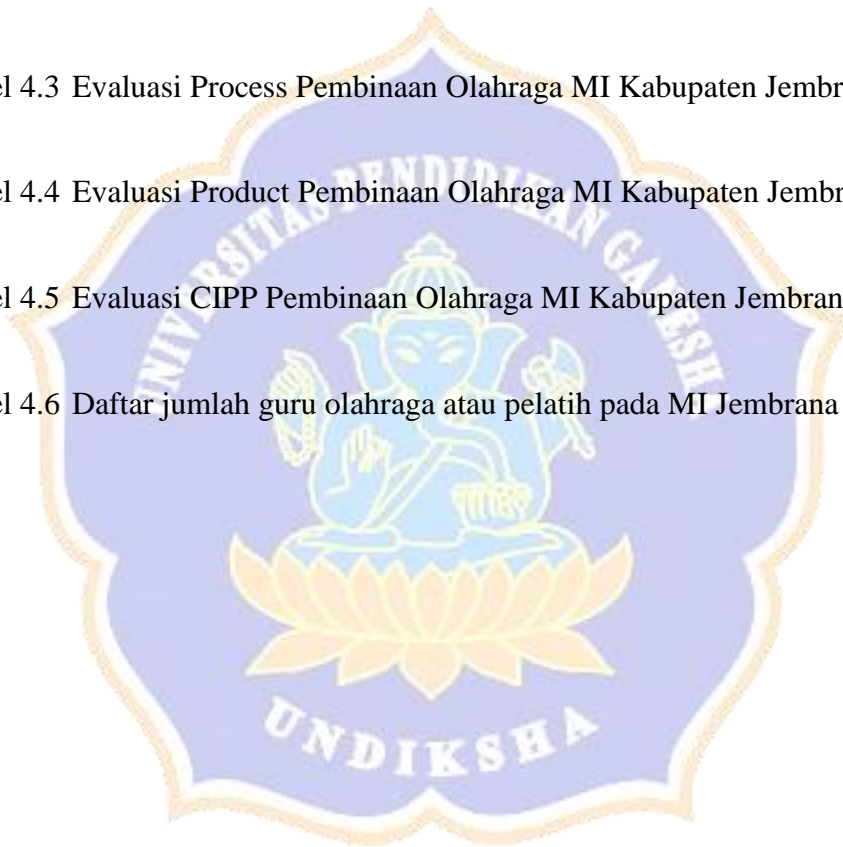 el 4.3 Evaluasi Process Pembinaan Olahraga MI Kabupaten Jembr
el 4.4 Evaluasi Product Pembinaan Olahraga MI Kabupaten Jembr
UNIVERSITAS PENDIDIKAN GANESHA
el 4.5 Evaluasi CIPP Pembinaan Olahraga MI Kabupaten Jembran
el 4.6 Daftar jumlah guru olahraga atau pelatih pada MI Jembrana
UNDIKSHA